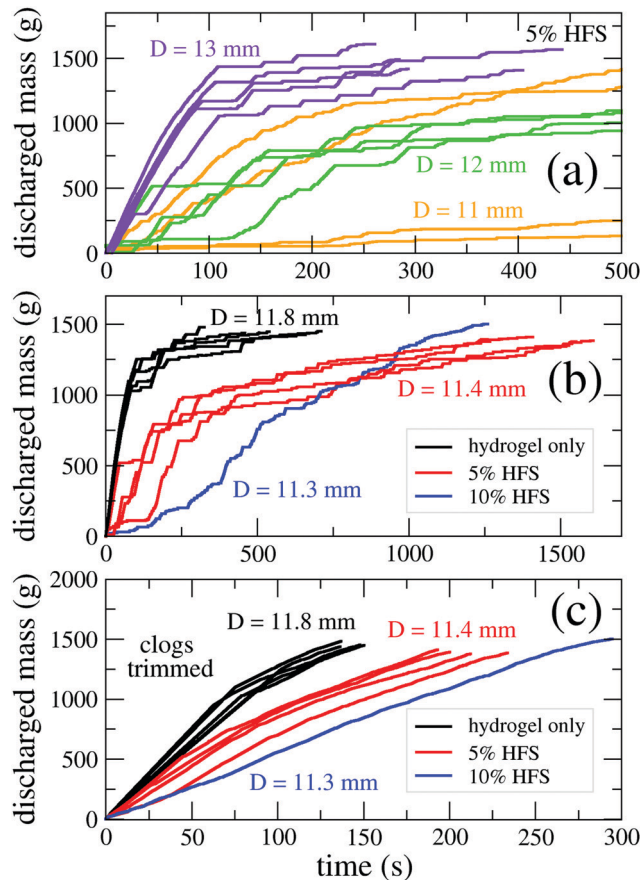 discharged mass (g)
1500
1000
500
0
D = 13 mm
5% HFS
D = 12 mm
(a)
D = 11 mm
0 100 200 300 400 500
discharged mass (g)
1500
1000
500
0
D = 11.8 mm
D = 11.4 mm
(b)
hydrogel only
5% HFS
10% HFS
D = 11.3 mm
0 500 1000 1500
discharged mass (g)
2000
1500
1000
500
0
D = 11.8 mm
(c)
clogs
trimmed
D = 11.4 mm
hydrogel only
5% HFS
10% HFS
D = 11.3 mm
0 50 100 150 200 250 300
time (s)